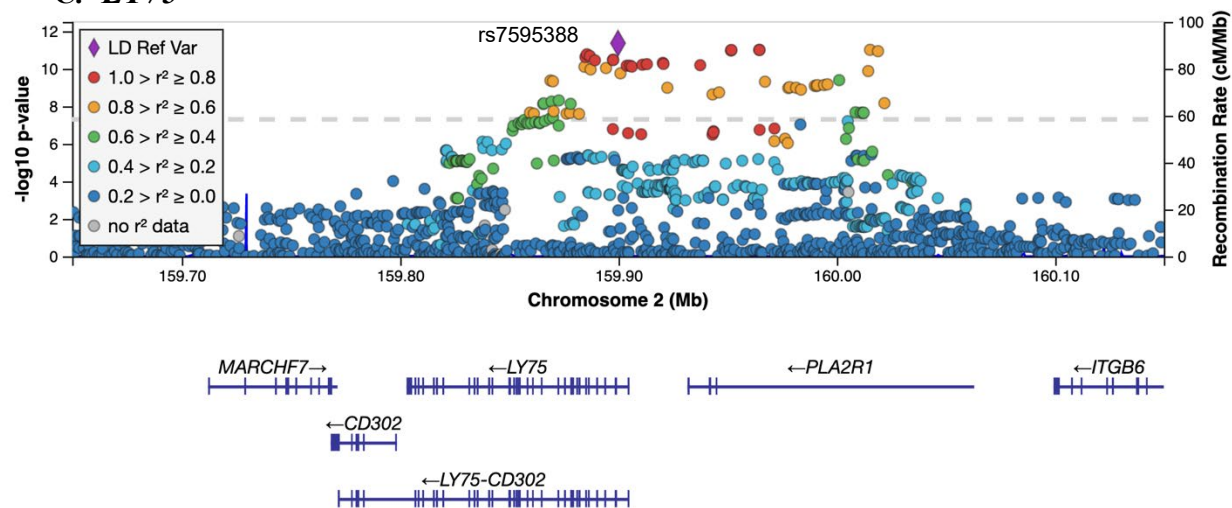 C. LY75
rs7595388
-log10 p-value
12
10
8
6
4
2
0
LD Ref Var
1.0 > r² ≥ 0.8
0.8 > r² ≥ 0.6
0.6 > r² ≥ 0.4
0.4 > r² ≥ 0.2
0.2 > r² ≥ 0.0
no r² data
100
80
60
40
20
0
Recombination Rate (cM/Mb)
159.70 159.80 159.90 160.00 160.10
Chromosome 2 (Mb)
MARCHF7→ ←LY75 ←PLA2R1 ←ITGB6
←CD302
←LY75-CD302